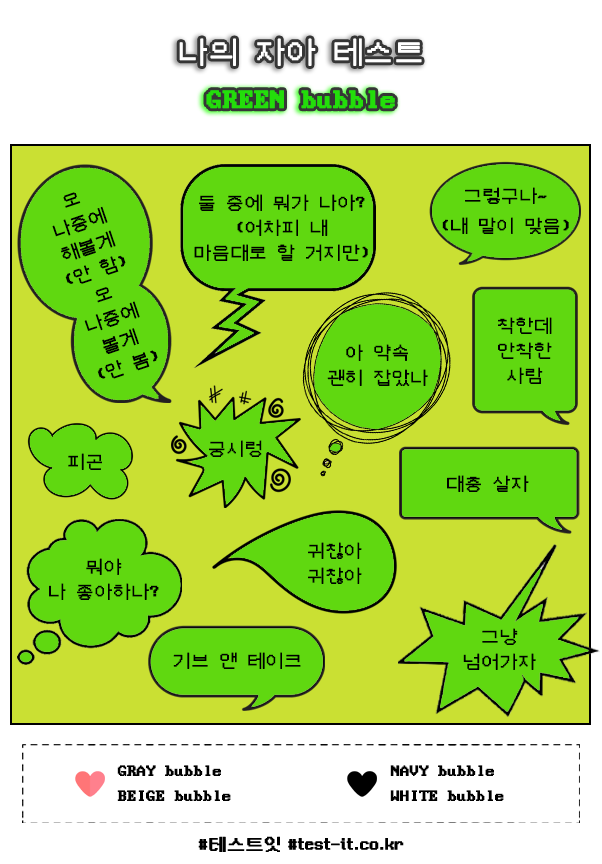 나의 자아 테스트
GREEN bubble
모
나중에
해볼게
(안 함)
모
나중에
볼게
(안 봄)
둘 중에 뭐가 나아?
(어차피 내
마음대로 할 거지만)
그렇구나~
(내 말이 맞음)
아 약속
괜히 잡았나
착한데
안착한
사람
피곤
궁시렁
대충 살자
뭐야
나 좋아하나?
귀찮아
귀찮아
그냥
넘어가자
기브 앤 테이크
GRAY bubble
BEIGE bubble
NAVY bubble
WHITE bubble
#테스트잇 #test-it.co.kr